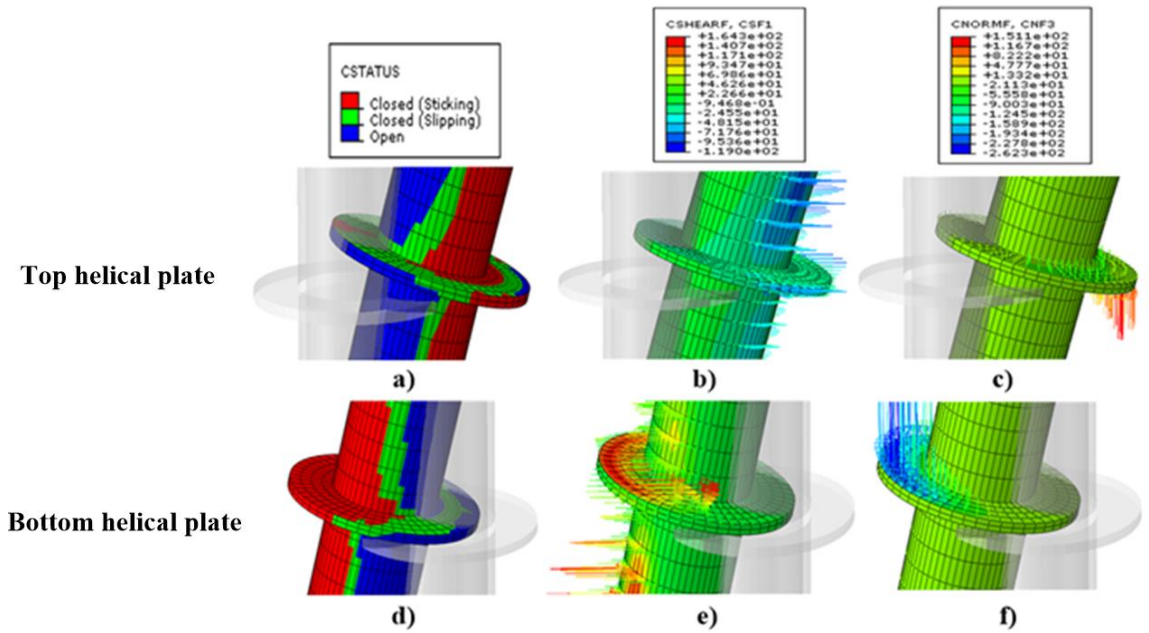 CSTATUS
Closed (Sticking)
Closed (Slipping)
Open
CSHEARF, CSF1
+1.643e+02
+1.407e+02
+1.171e+02
+9.347e+01
+6.986e+01
+4.626e+01
+2.266e+01
-9.468e-01
-2.455e+01
-4.815e+01
-7.176e+01
-9.536e+01
-1.190e+02
CNORMF, CNF3
+1.511e+02
+1.167e+02
+8.222e+01
+4.777e+01
+1.332e+01
-2.113e+01
-5.558e+01
-9.003e+01
-1.245e+02
-1.589e+02
-1.934e+02
-2.278e+02
-2.623e+02
Top helical plate
a)
b)
c)
Bottom helical plate
d)
e)
f)